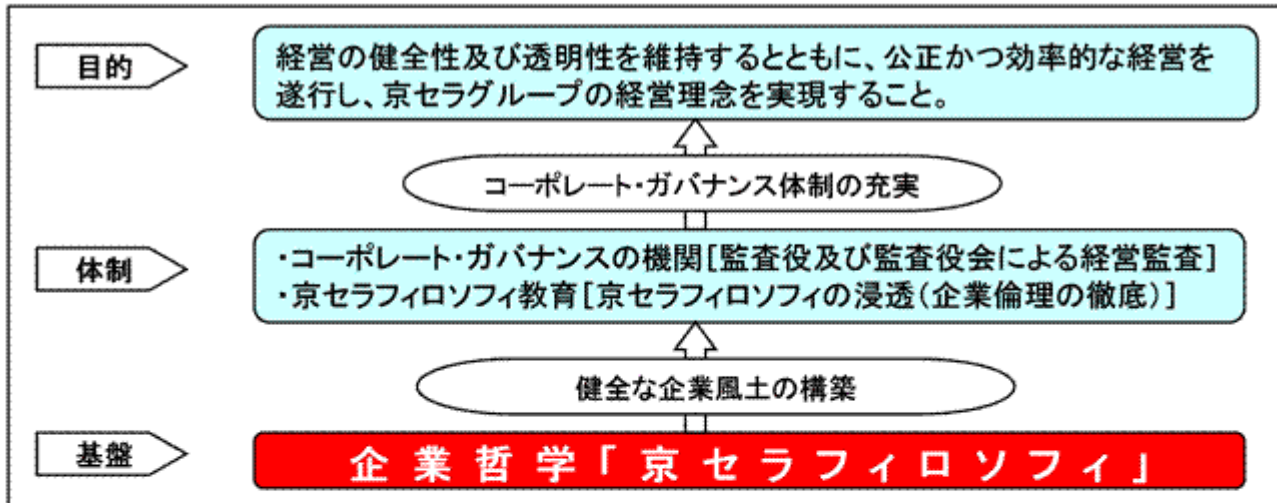 目的
経営の健全性及び透明性を維持するとともに、公正かつ効率的な経営を
遂行し、京セラグループの経営理念を実現すること。
コーポレート・ガバナンス体制の充実
体制
・コーポレート・ガバナンスの機関[監査役及び監査役会による経営監査]
・京セラフィロソフィ教育[京セラフィロソフィの浸透(企業倫理の徹底)]
健全な企業風土の構築
基盤
企業哲学「京セラフィロソフィ」